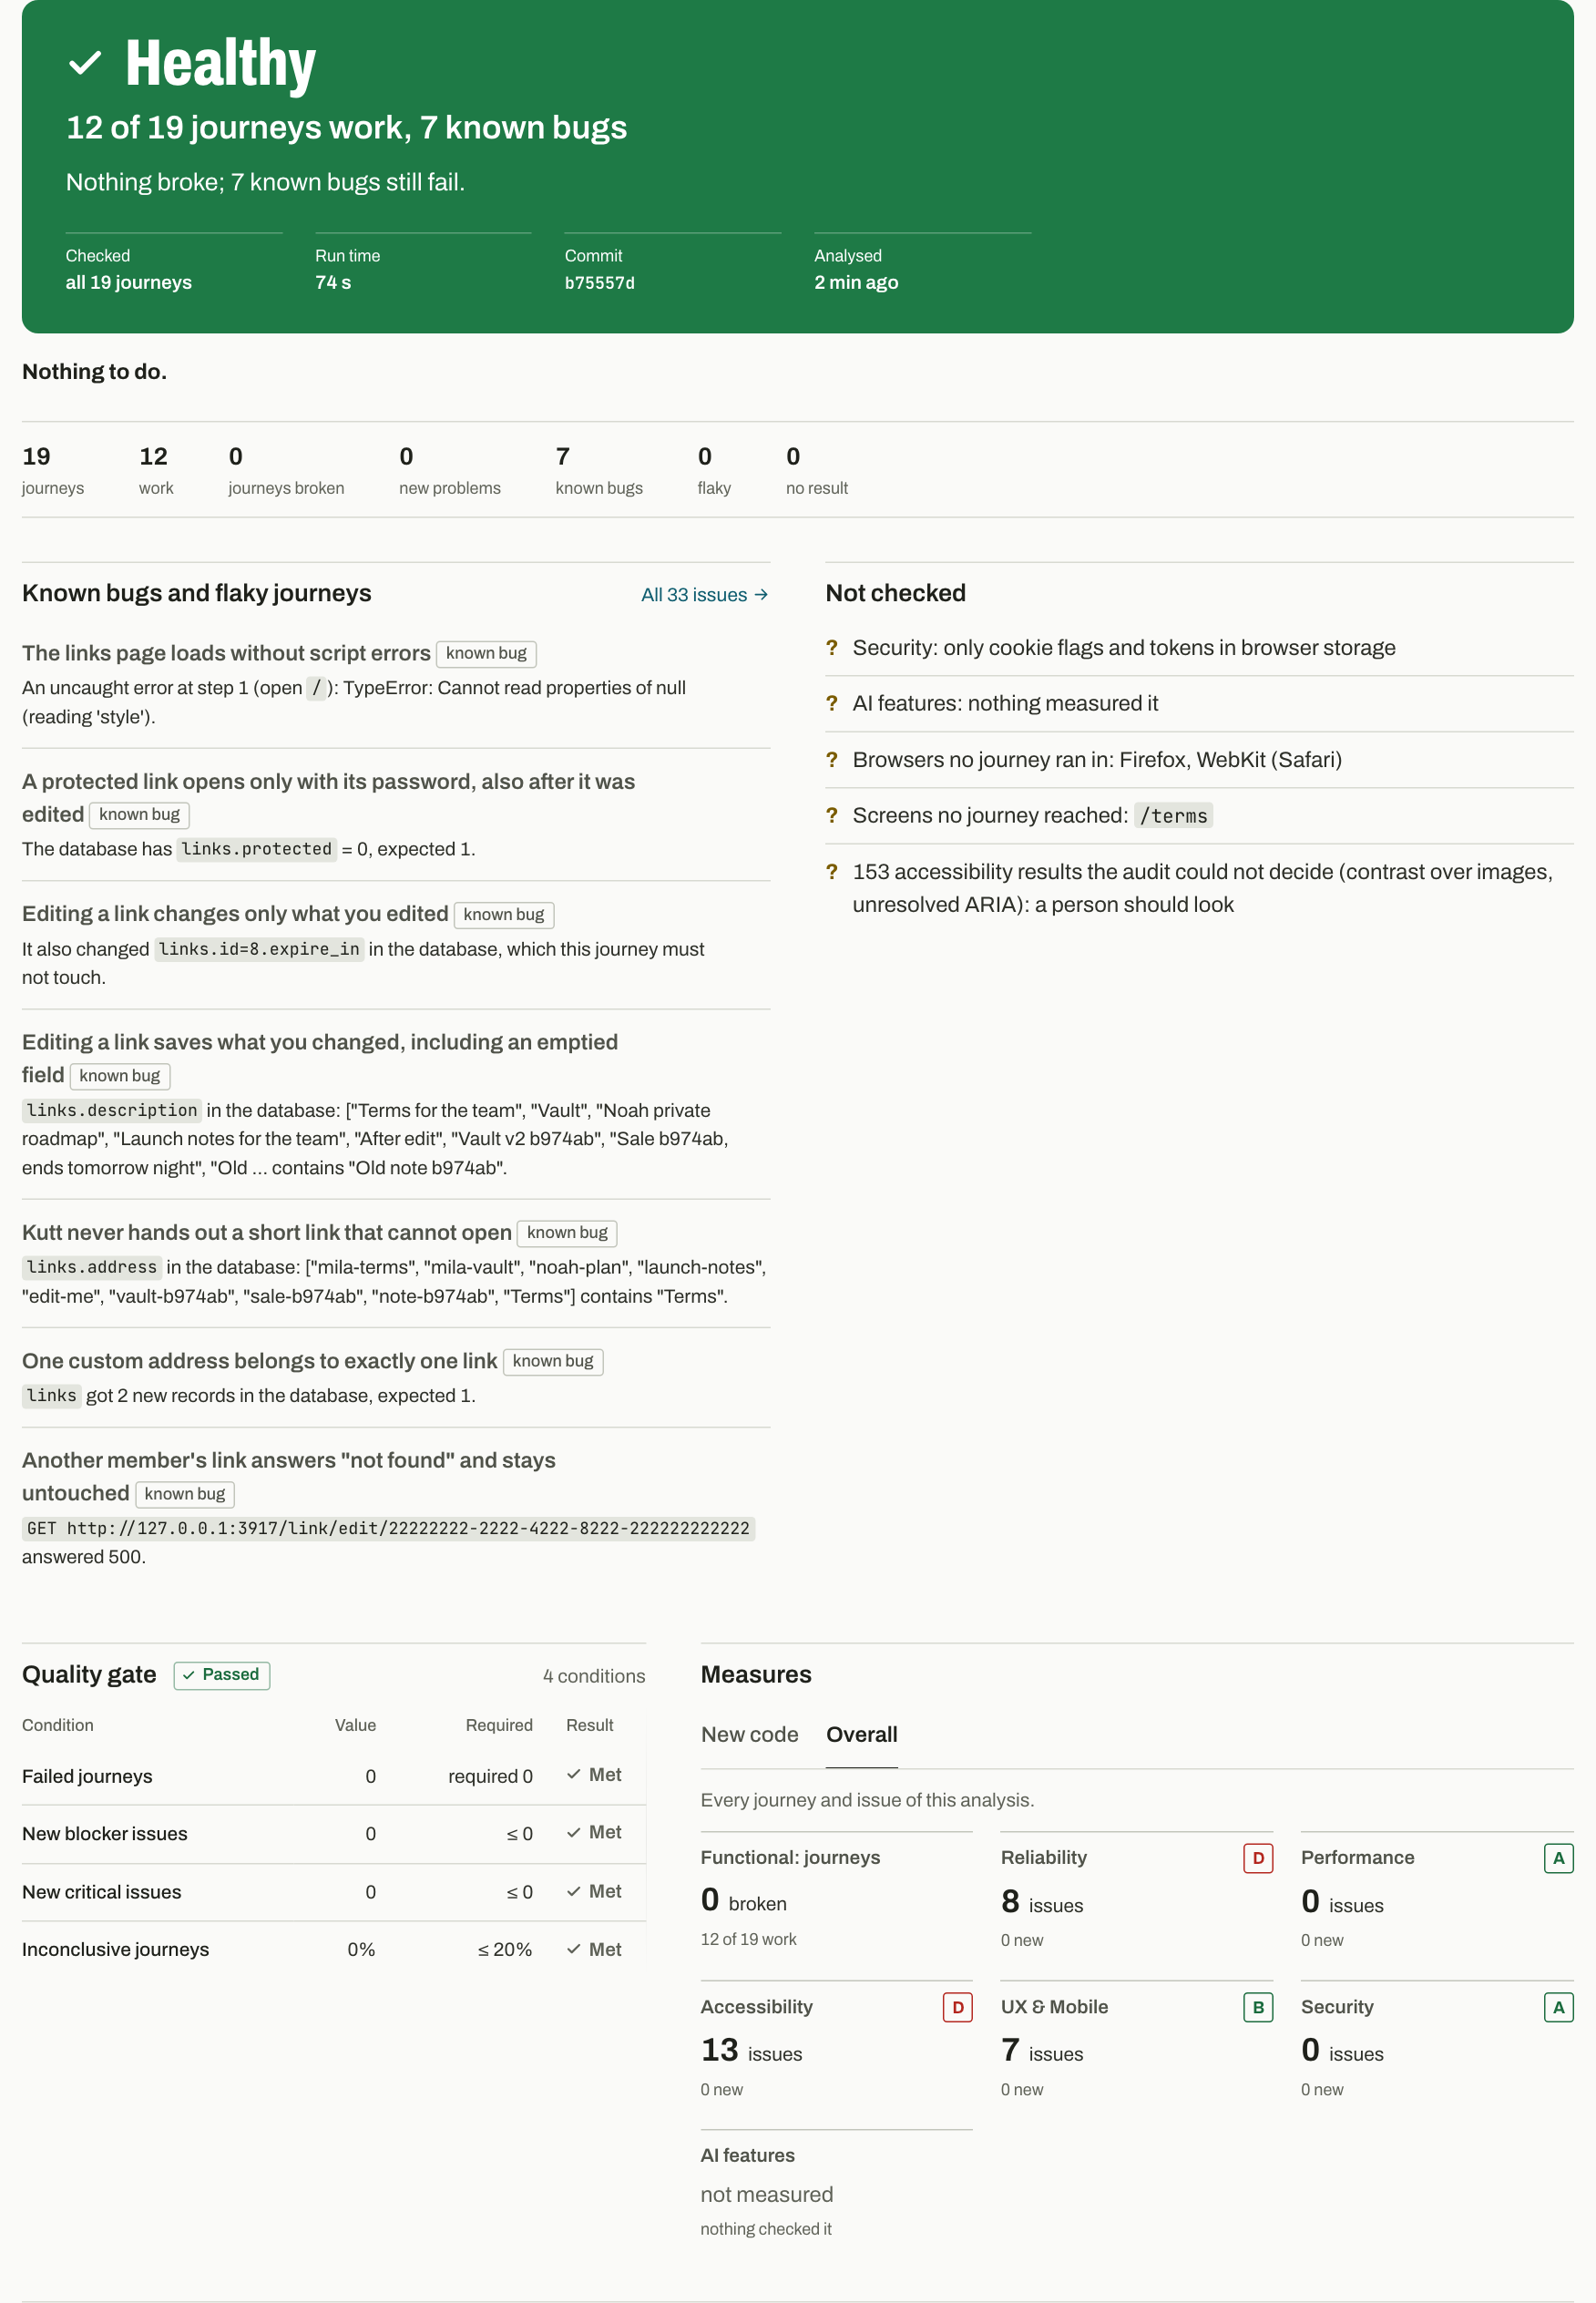 Healthy
12 of 19 journeys work, 7 known bugs
Nothing broke; 7 known bugs still fail.
Checked
all 19 journeys
Run time
74 s
Commit
b75557d
Analysed
2 min ago
Nothing to do.
19
journeys
12
work
0
journeys broken
0
new problems
7
known bugs
0
flaky
0
no result
Known bugs and flaky journeys
All 33 issues →
The links page loads without script errors known bug
An uncaught error at step 1 (open / ): TypeError: Cannot read properties of null
(reading 'style').
A protected link opens only with its password, also after it was
edited known bug
The database has links.protected = 0, expected 1.
Editing a link changes only what you edited known bug
It also changed links.id=8.expire_in in the database, which this journey must
not touch.
Editing a link saves what you changed, including an emptied
field known bug
links.description in the database: ["Terms for the team", "Vault", "Noah private
roadmap", "Launch notes for the team", "After edit", "Vault v2 b974ab", "Sale b974ab,
ends tomorrow night", "Old ... contains "Old note b974ab".
Kutt never hands out a short link that cannot open known bug
links.address in the database: ["mila-terms", "mila-vault", "noah-plan", "launch-notes",
"edit-me", "vault-b974ab", "sale-b974ab", "note-b974ab", "Terms"] contains "Terms".
One custom address belongs to exactly one link known bug
links got 2 new records in the database, expected 1.
Another member's link answers "not found" and stays
untouched known bug
GET http://127.0.0.1:3917/link/edit/22222222-2222-4222-8222-222222222222
answered 500.
Not checked
? Security: only cookie flags and tokens in browser storage
? AI features: nothing measured it
? Browsers no journey ran in: Firefox, WebKit (Safari)
? Screens no journey reached: /terms
? 153 accessibility results the audit could not decide (contrast over images,
unresolved ARIA): a person should look
Quality gate ✓ Passed 4 conditions
Condition Value Required Result
Failed journeys 0 required 0 ✓ Met
New blocker issues 0 ≤ 0 ✓ Met
New critical issues 0 ≤ 0 ✓ Met
Inconclusive journeys 0% ≤ 20% ✓ Met
Measures
New code Overall
Every journey and issue of this analysis.
Functional: journeys
0 broken
12 of 19 work
Reliability D
8 issues
0 new
Performance A
0 issues
0 new
Accessibility D
13 issues
0 new
UX & Mobile B
7 issues
0 new
Security A
0 issues
0 new
AI features
not measured
nothing checked it